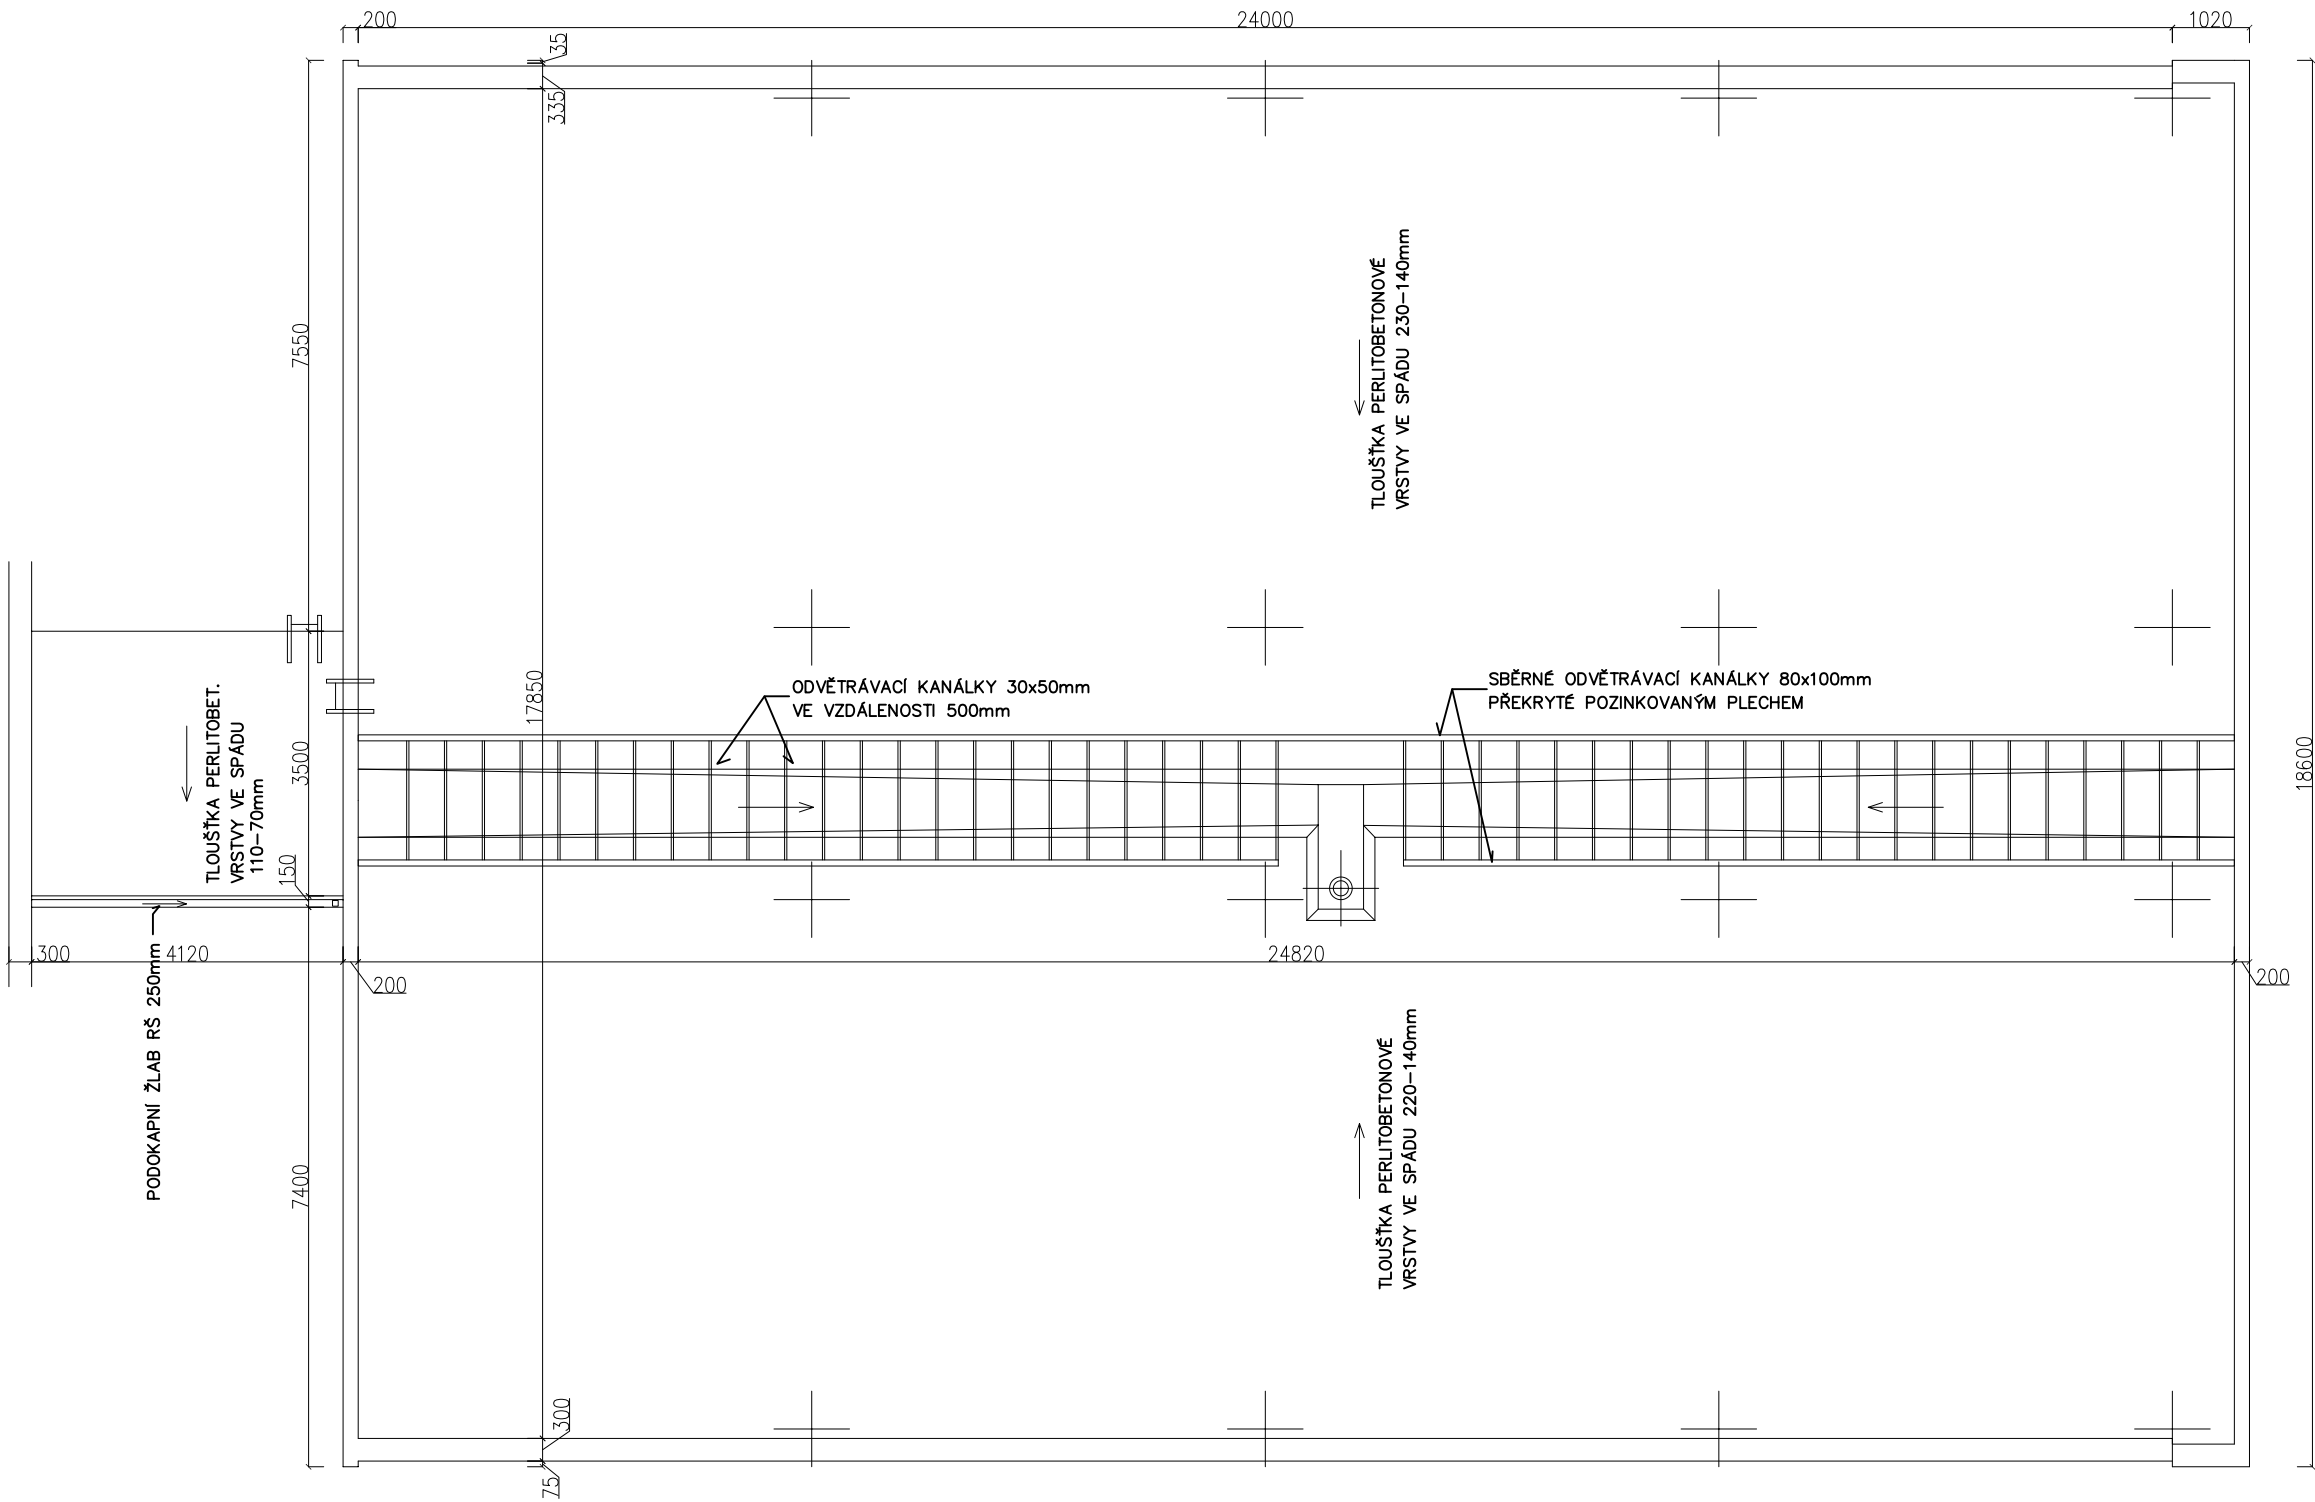 200
24000
1020
35
335
7550
TLOUŠŤKA PERLITOBETONOVÉ
VRSTVY VE SPÁDU 230-140mm
17850
ODVĚTRÁVACÍ KANÁLKY 30x50mm
VE VZDÁLENOSTI 500mm
SBĚRNÉ ODVĚTRÁVACÍ KANÁLKY 80x100mm
PŘEKRYTÉ POZINKOVANÝM PLECHEM
TLOUŠŤKA PERLITOBET.
VRSTVY VE SPÁDU
110-70mm
3500
18600
150
300
4120
200
24820
200
PODOKAPNÍ ŽLAB RŠ 250mm
7400
TLOUŠŤKA PERLITOBETONOVÉ
VRSTVY VE SPÁDU 220-140mm
300
75